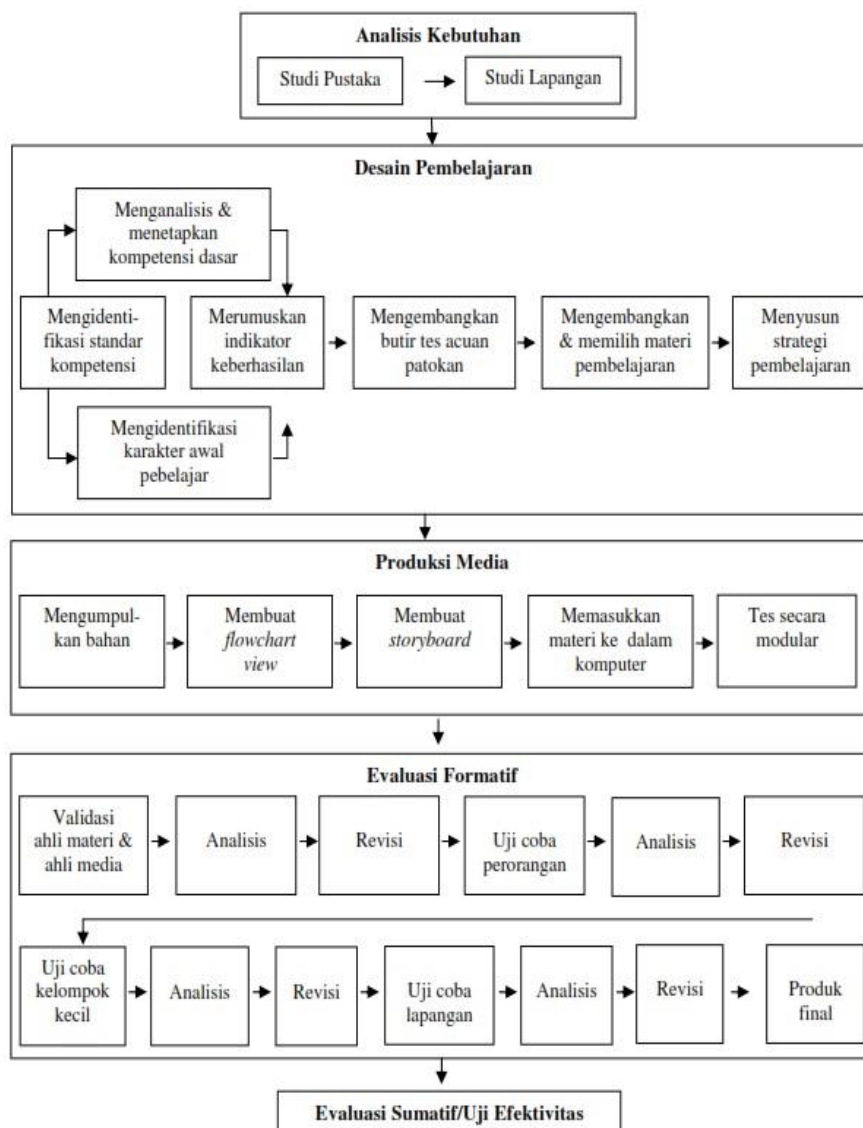 Analisis Kebutuhan
Studi Pustaka
Studi Lapangan
Desain Pembelajaran
Menganalisis &
menetapkan
kompetensi dasar
Mengidenti-
fikasi standar
kompetensi
Merumuskan
indikator
keberhasilan
Mengembangkan
butir tes acuan
patokan
Mengembangkan
& memilih materi
pembelajaran
Menyusun
strategi
pembelajaran
Mengidentifikasi
karakter awal
pebelajar
Produksi Media
Mengumpul-
kan bahan
Membuat
flowchart
view
Membuat
storyboard
Memasukkan
materi ke dalam
komputer
Tes secara
modular
Evaluasi Formatif
Validasi
ahli materi &
ahli media
Analisis
Revisi
Uji coba
perorangan
Analisis
Revisi
Uji coba
kelompok
kecil
Analisis
Revisi
Uji coba
lapangan
Analisis
Revisi
Produk
final
Evaluasi Sumatif/Uji Efektivitas